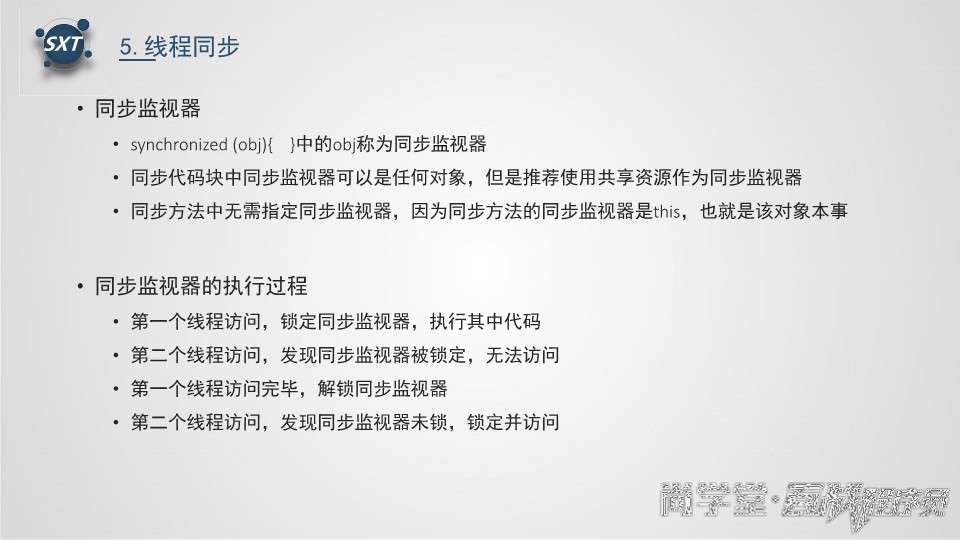 SXT
5. 线程同步
• 同步监视器
• synchronized (obj){    }中的obj称为同步监视器
• 同步代码块中同步监视器可以是任何对象，但是推荐使用共享资源作为同步监视器
• 同步方法中无需指定同步监视器，因为同步方法的同步监视器是this，也就是该对象本事
• 同步监视器的执行过程
• 第一个线程访问，锁定同步监视器，执行其中代码
• 第二个线程访问，发现同步监视器被锁定，无法访问
• 第一个线程访问完毕，解锁同步监视器
• 第二个线程访问，发现同步监视器未锁，锁定并访问
尚学堂·百战程序员